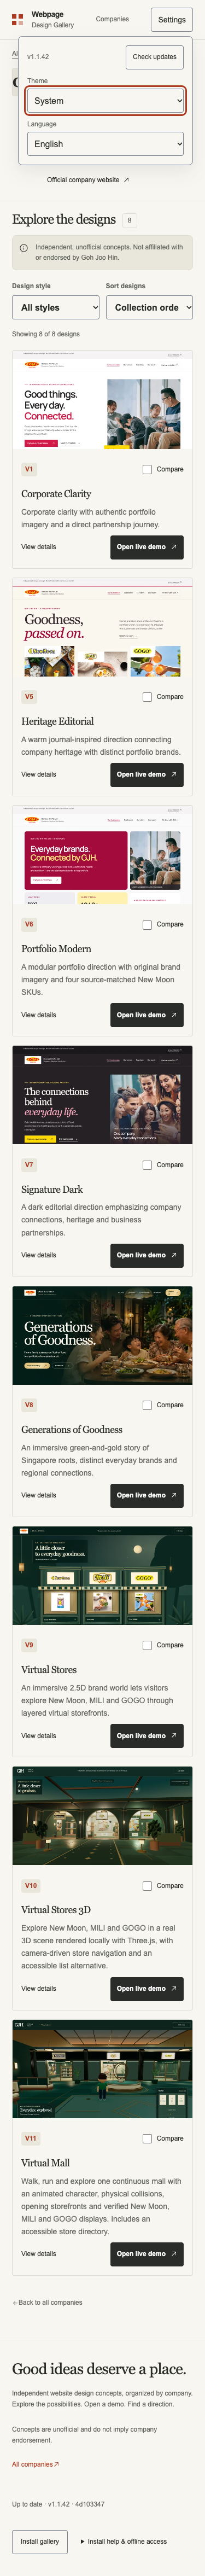 Webpage
Design Gallery
Companies
Settings
Al
v1.1.42
Check updates
Theme
System
Language
English
Official company website ↗
Explore the designs 8
Independent, unofficial concepts. Not affiliated with
or endorsed by Goh Joo Hin.
Design style
Sort designs
All styles
Collection orde
Showing 8 of 8 designs
Good things.
Every day.
Connected.
V1
Compare
Corporate Clarity
Corporate clarity with authentic portfolio
imagery and a direct partnership journey.
View details
Open live demo ↗
Goodness,
passed on.
New Moon
GOGO
V5
Compare
Heritage Editorial
A warm journal-inspired direction connecting
company heritage with distinct portfolio brands.
View details
Open live demo ↗
Everyday brands.
Connected by GJH.
V6
Compare
Portfolio Modern
A modular portfolio direction with original brand
imagery and four source-matched New Moon
SKUs.
View details
Open live demo ↗
The connections
behind
everyday life.
V7
Compare
Signature Dark
A dark editorial direction emphasizing company
connections, heritage and business
partnerships.
View details
Open live demo ↗
Generations
of Goodness.
V8
Compare
Generations of Goodness
An immersive green-and-gold story of
Singapore roots, distinct everyday brands and
regional connections.
View details
Open live demo ↗
A little closer
to everyday goodness.
GOGO
V9
Compare
Virtual Stores
An immersive 2.5D brand world lets visitors
explore New Moon, MILI and GOGO through
layered virtual storefronts.
View details
Open live demo ↗
GJH
A little closer
to goodness.
V10
Compare
Virtual Stores 3D
Explore New Moon, MILI and GOGO in a real
3D scene rendered locally with Three.js, with
camera-driven store navigation and an
accessible list alternative.
View details
Open live demo ↗
GJH
Everyday, explored.
V11
Compare
Virtual Mall
Walk, run and explore one continuous mall with
an animated character, physical collisions,
opening storefronts and verified New Moon,
MILI and GOGO displays. Includes an
accessible store directory.
View details
Open live demo ↗
← Back to all companies
Good ideas deserve a place.
Independent website design concepts, organized by company.
Explore the possibilities. Open a demo. Find a direction.
Concepts are unofficial and do not imply company
endorsement.
All companies ↗
Up to date · v1.1.42 · 4d103347
Install gallery
▶ Install help & offline access